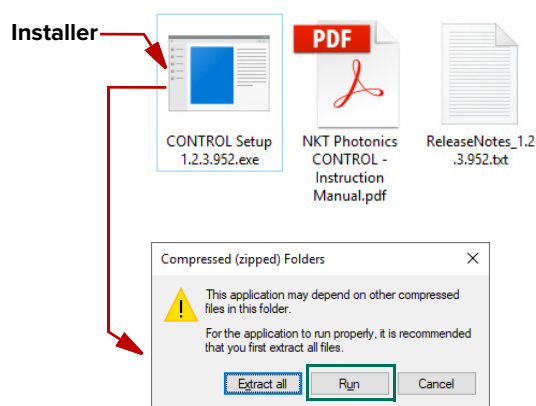 Installer
PDF
CONTROL Setup
1.2.3.952.exe
NKT Photonics
CONTROL -
Instruction
Manual.pdf
ReleaseNotes_1.2
.3.952.txt
Compressed (zipped) Folders
This application may depend on other compressed
files in this folder.
For the application to run properly, it is recommended
that you first extract all files.
Extract all
Run
Cancel